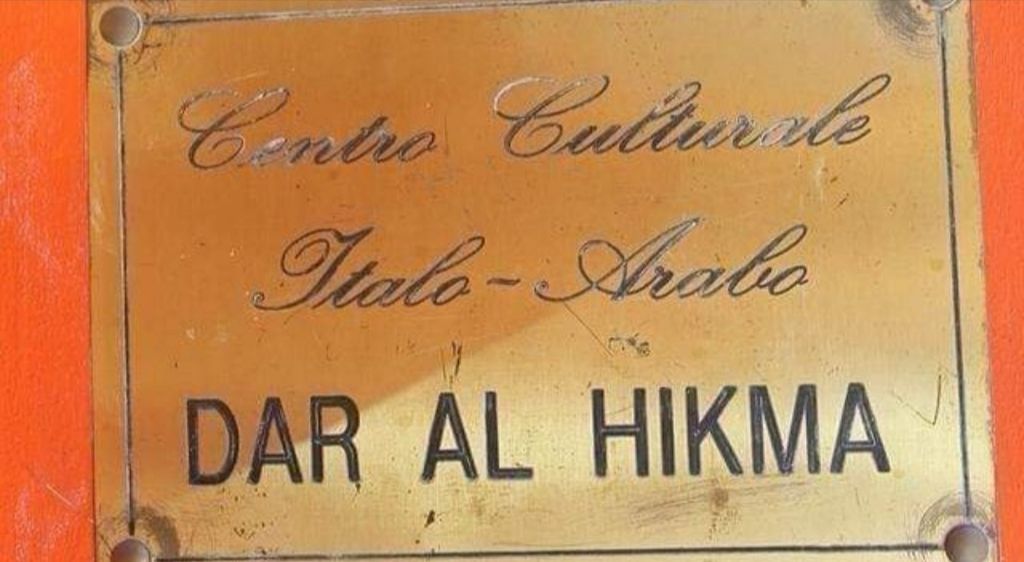 Centro Culturale
Italo-Arabo
DAR AL HIKMA